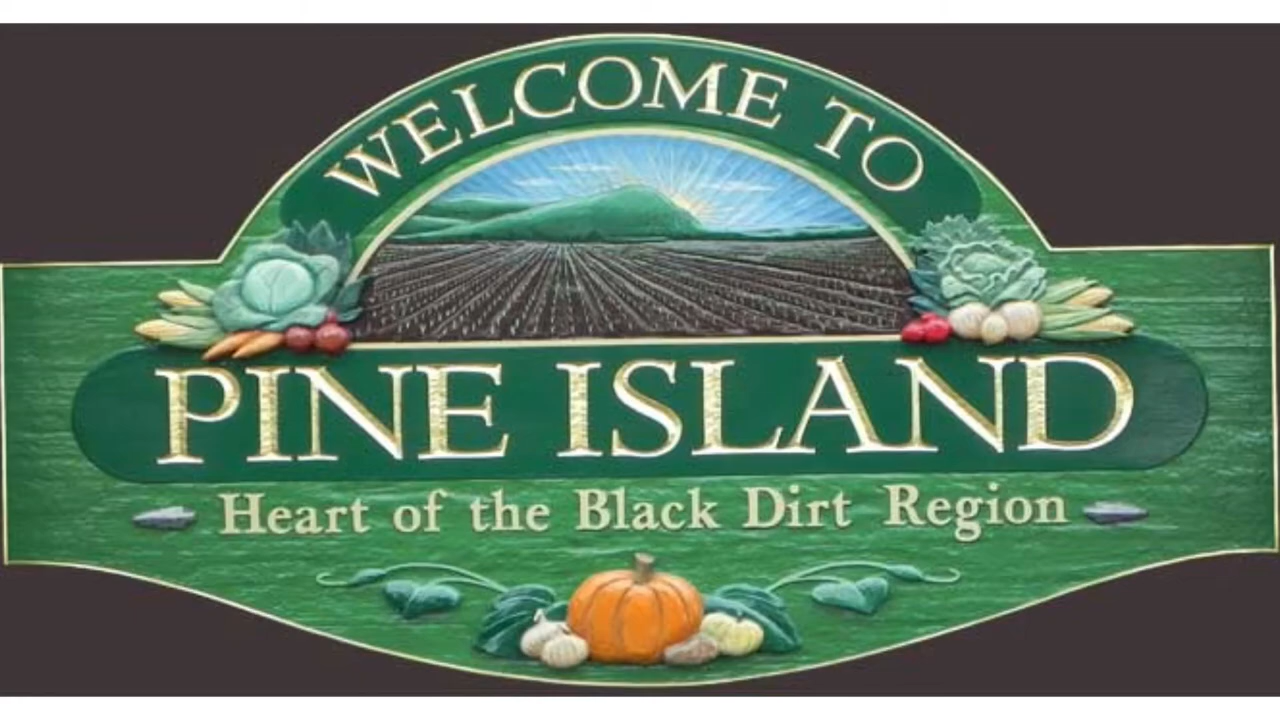 WELCOME TO
PINE ISLAND
Heart of the Black Dirt Region